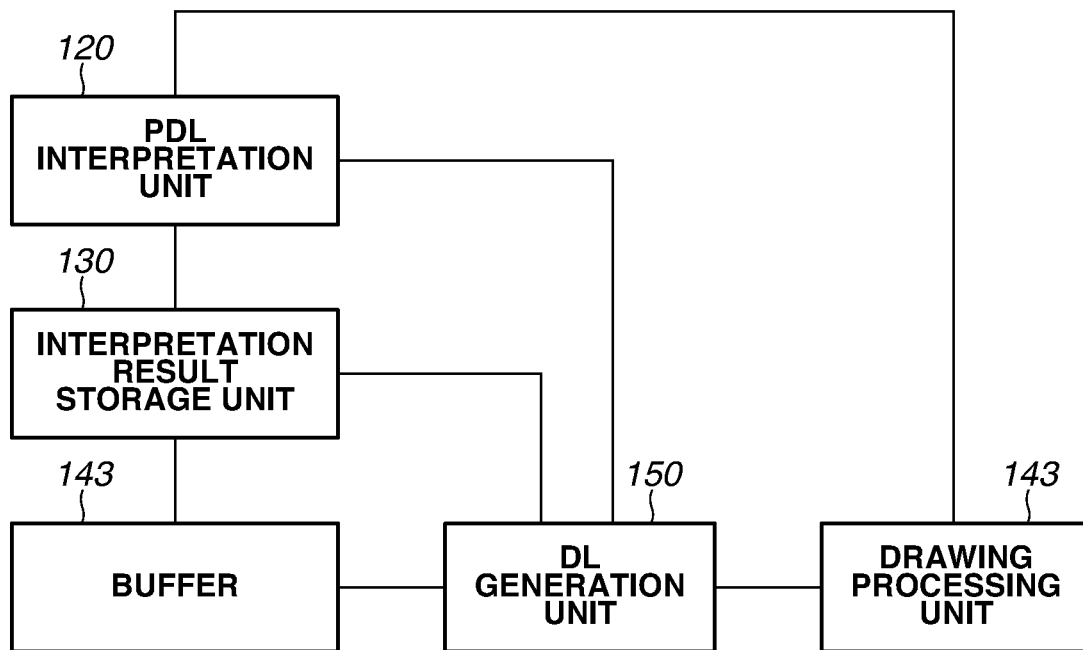 120
PDL
INTERPRETATION
UNIT
130
INTERPRETATION
RESULT
STORAGE UNIT
143
BUFFER
150
DL
GENERATION
UNIT
143
DRAWING
PROCESSING
UNIT